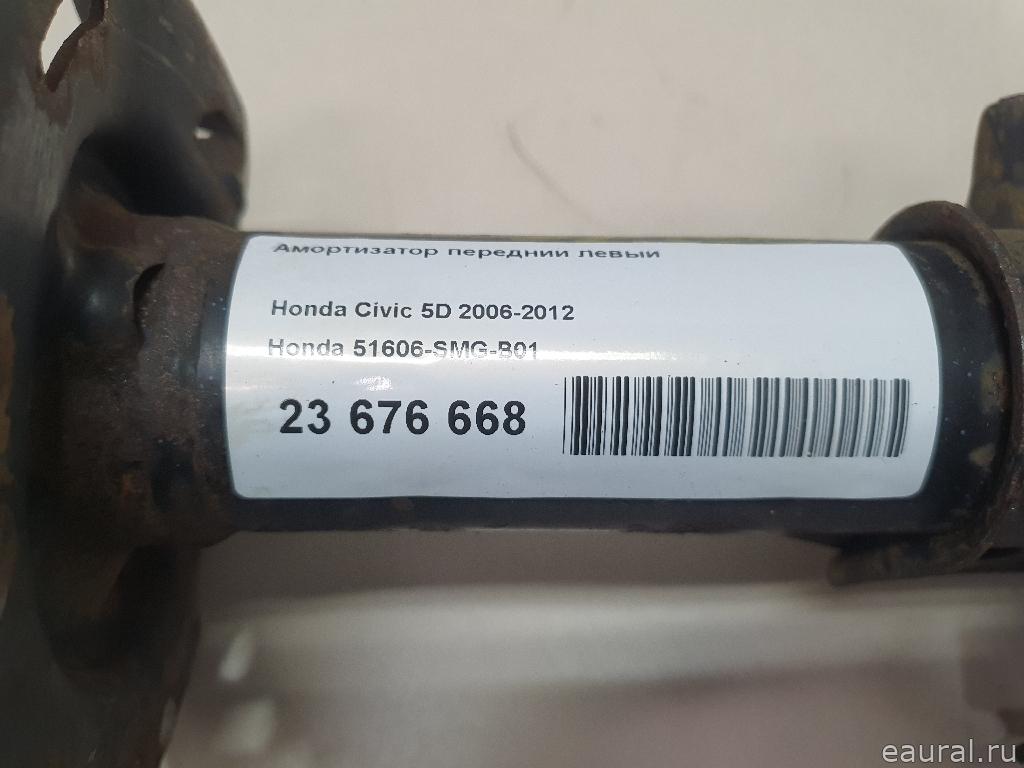 Амортизатор передний левый
Honda Civic 5D 2006-2012
Honda 51606-SMG-B01
23 676 668
eaural.ru